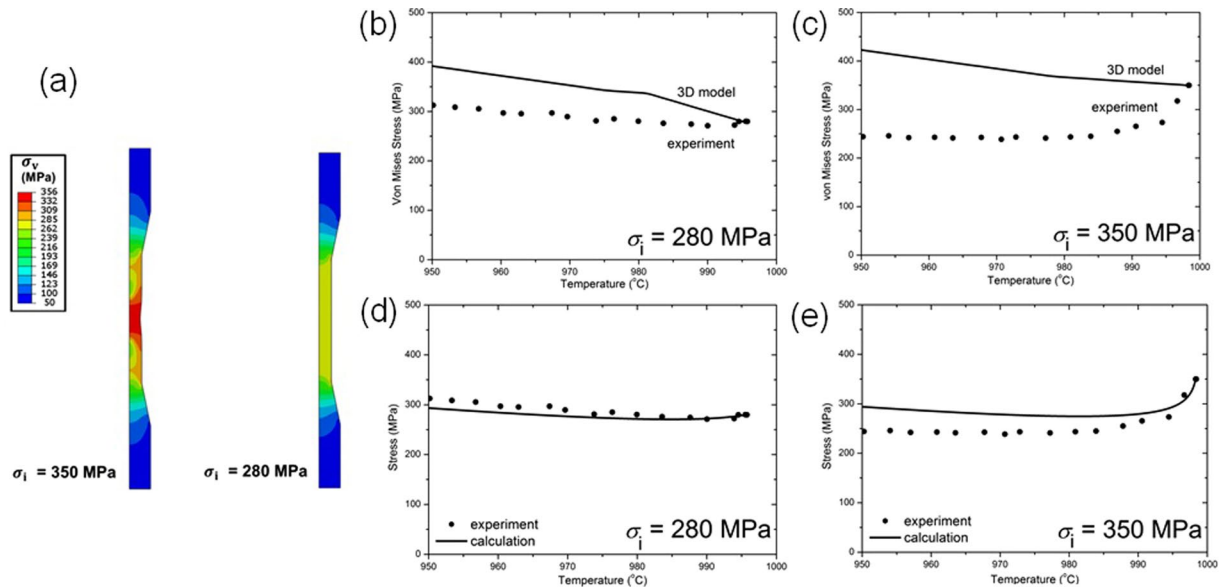 (a)
σv
(MPa)
356
332
309
285
262
239
216
193
169
146
123
100
50
σi = 350 MPa
σi = 280 MPa
(b)
500
400
300
200
100
0
Von Mises Stress (MPa)
3D model
experiment
σi = 280 MPa
950 960 970 980 990 1000
Temperature (°C)
(c)
500
400
300
200
100
0
von Mises Stress (MPa)
3D model
experiment
σi = 350 MPa
950 960 970 980 990 1000
Temperature (°C)
(d)
500
400
300
200
100
0
Stress (MPa)
experiment
calculation
σi = 280 MPa
950 960 970 980 990 1000
Temperature (°C)
(e)
500
400
300
200
100
0
Stress (MPa)
experiment
calculation
σi = 350 MPa
950 960 970 980 990 1000
Temperature (°C)